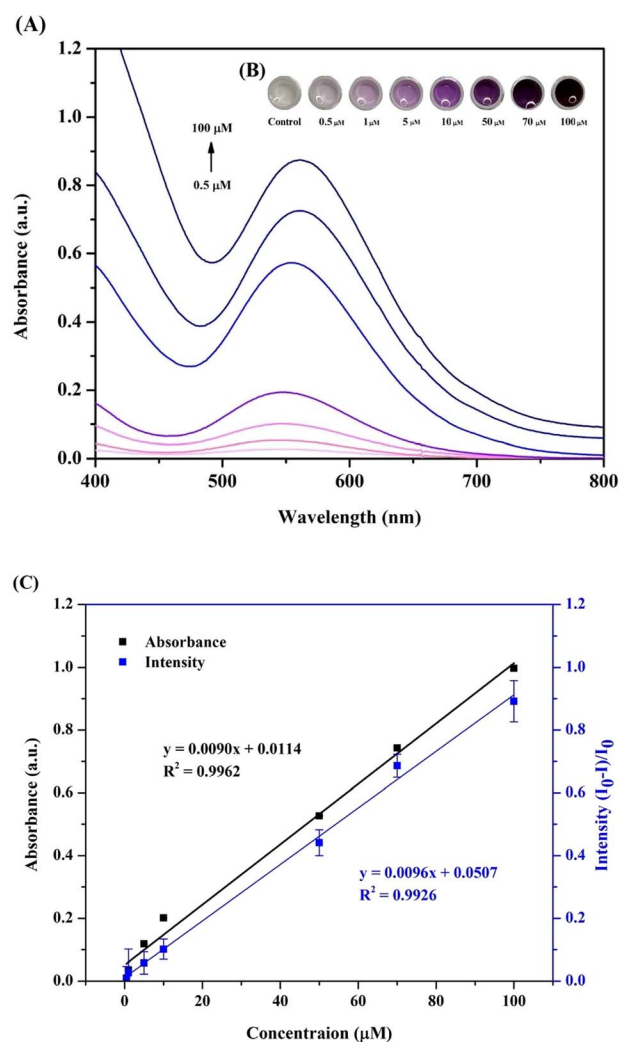 (A)
1.2
1.0
0.8
0.6
0.4
0.2
0.0
Absorbance (a.u.)
400
500
600
700
800
Wavelength (nm)
100 μM
0.5 μM
(B)
Control
0.5 μM
1μM
5 μM
10 μM
50 μM
70 μM
100 μM
(C)
1.2
1.0
0.8
0.6
0.4
0.2
0.0
Absorbance (a.u.)
Absorbance
Intensity
y = 0.0090x + 0.0114
R² = 0.9962
y = 0.0096x + 0.0507
R² = 0.9926
1.2
1.0
0.8
0.6
0.4
0.2
0.0
Intensity (I₀-I)/I₀
0
20
40
60
80
100
Concentraion (μM)